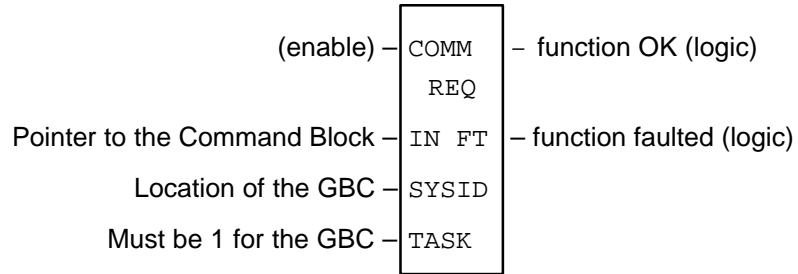 (enable) – COMM – function OK (logic)
REQ
Pointer to the Command Block – IN FT – function faulted (logic)
Location of the GBC – SYSID
Must be 1 for the GBC – TASK